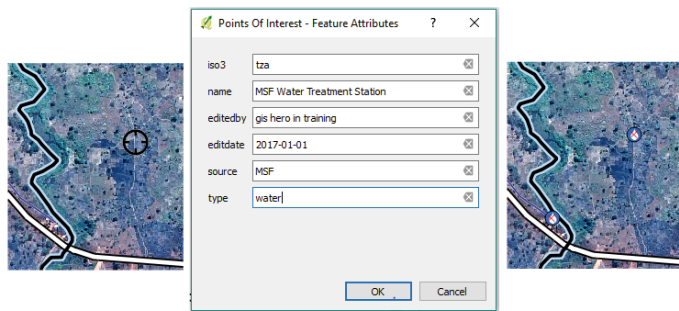 Points Of Interest - Feature Attributes ?
iso3 tza
name MSF Water Treatment Station
editedby gis hero in training
editdate 2017-01-01
source MSF
type water
OK Cancel